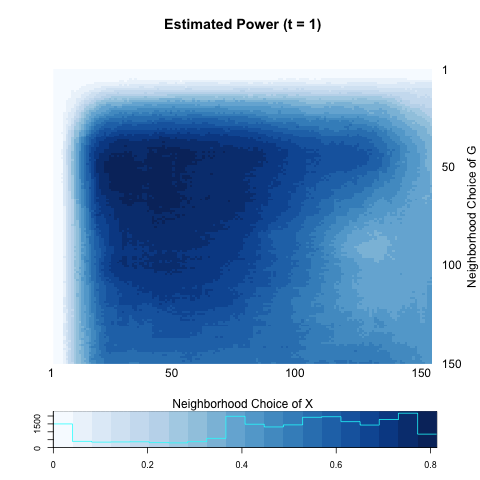 Estimated Power (t = 1)
1
50
100
150
Neighborhood Choice of G
1 50 100 150
Neighborhood Choice of X
0 1500
0 0.2 0.4 0.6 0.8